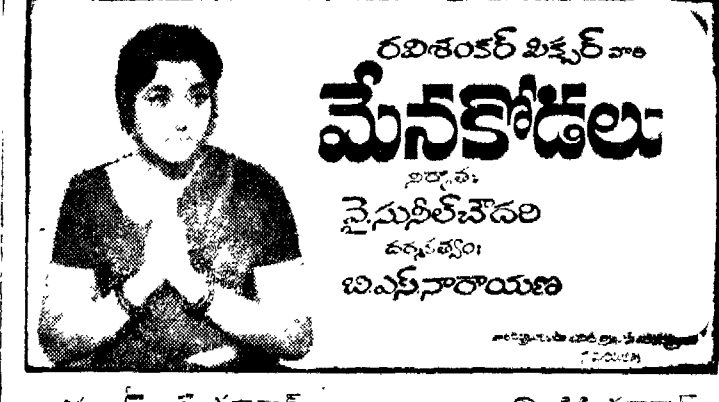 రవిశంకర్ పిక్చర్ వారి
మేనకోడలు
నిర్మాత:
వై.సునీల్‌చౌదరి
దర్శకత్వం:
బి.ఎస్.నారాయణ